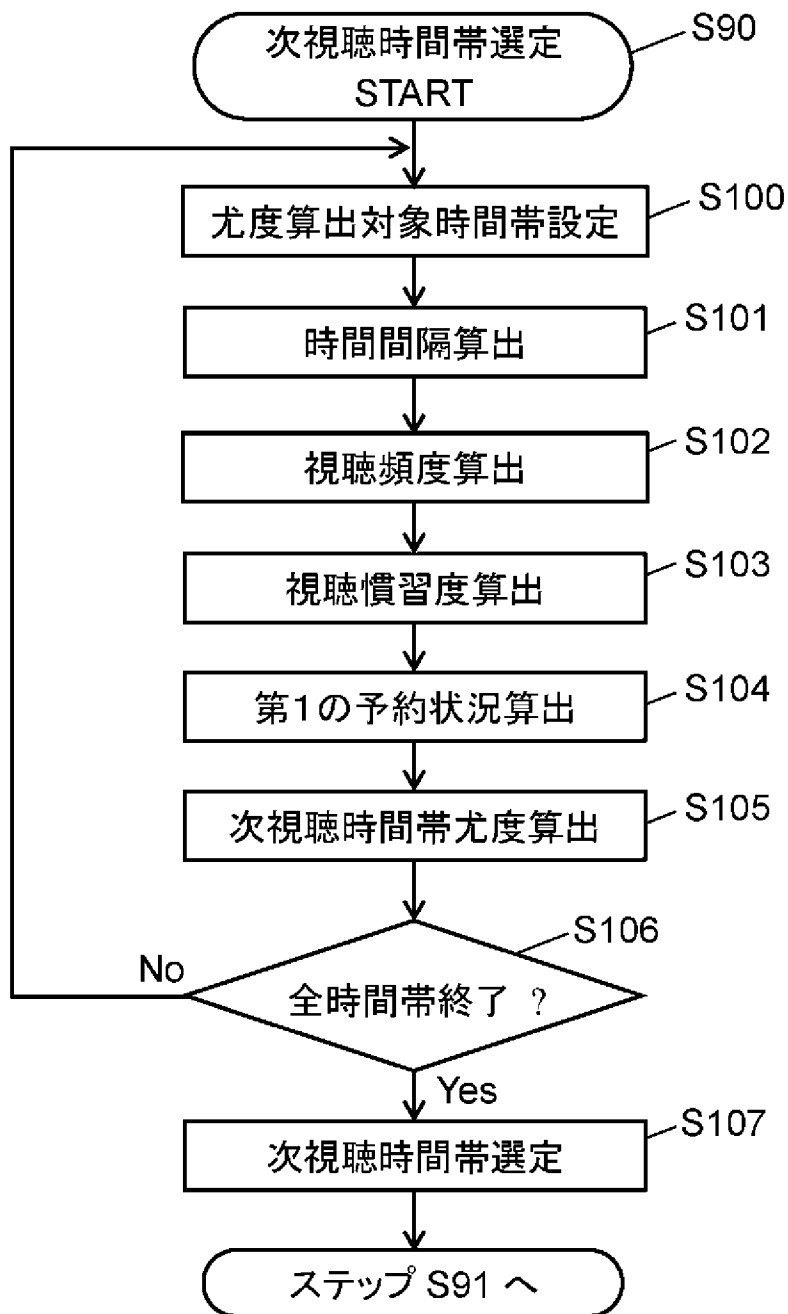 次視聴時間帯選定
START
S90
尤度算出対象時間帯設定
S100
時間間隔算出
S101
視聴頻度算出
S102
視聴慣習度算出
S103
第1の予約状況算出
S104
次視聴時間帯尤度算出
S105
全時間帯終了 ?
S106
No
Yes
次視聴時間帯選定
S107
ステップ S91 へ